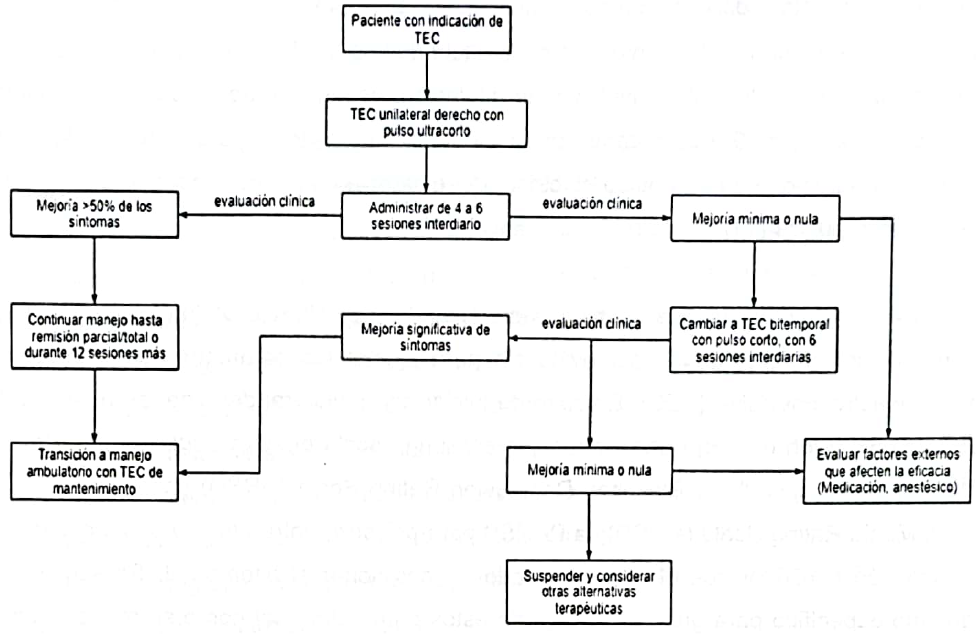 Paciente con indicación de
TEC
TEC unilateral derecho con
pulso ultracorto
Mejoría >50% de los
síntomas
evaluación clínica
Administrar de 4 a 6
sesiones interdiario
evaluación clínica
Mejoría mínima o nula
Continuar manejo hasta
remisión parcial/total o
durante 12 sesiones más
Mejoría significativa de
síntomas
evaluación clínica
Cambiar a TEC bitemporal
con pulso corto, con 6
sesiones interdiarias
Transición a manejo
ambulatorio con TEC de
mantenimiento
Mejoría mínima o nula
Evaluar factores externos
que afecten la eficacia
(Medicación, anestésico)
Suspender y considerar
otras alternativas
terapéuticas